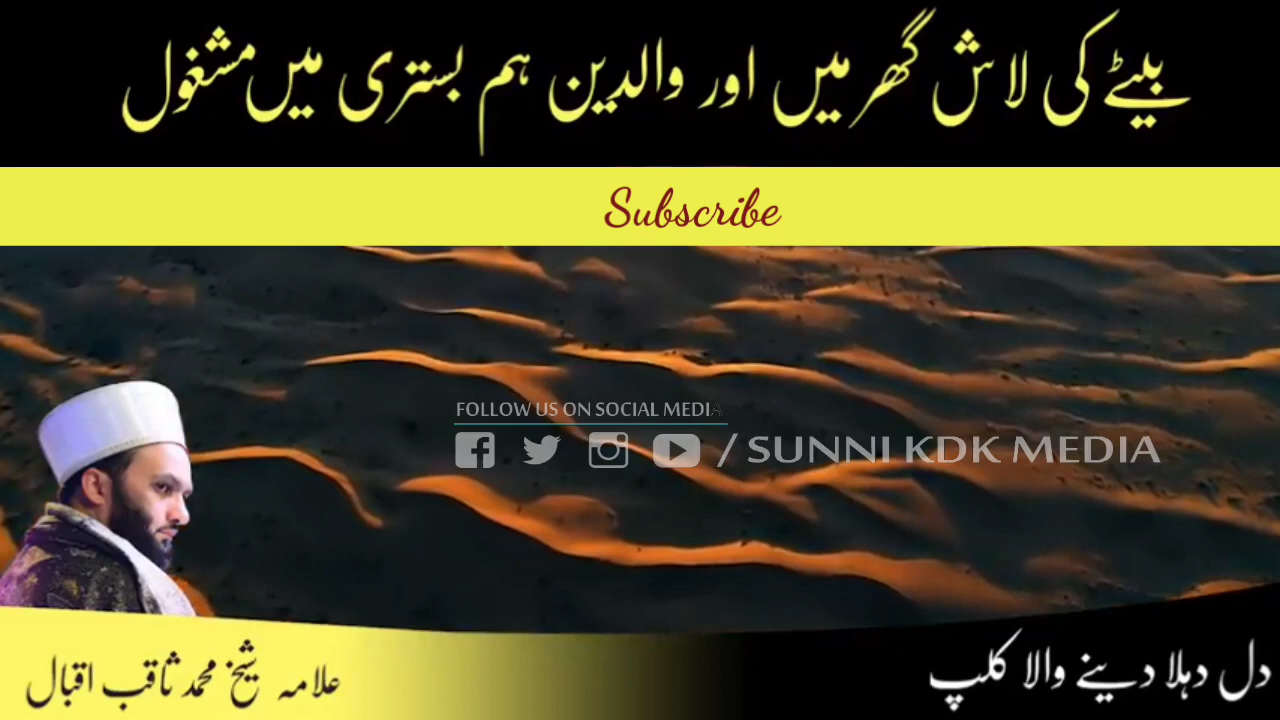 بیٹے کی لاش گھر میں اور والدین ہم بستری میں مشغول
Subscribe
FOLLOW US ON SOCIAL MEDIA
/ SUNNI KDK MEDIA
دل دہلا دینے والا کلپ
علامہ شیخ محمد ثاقب اقبال